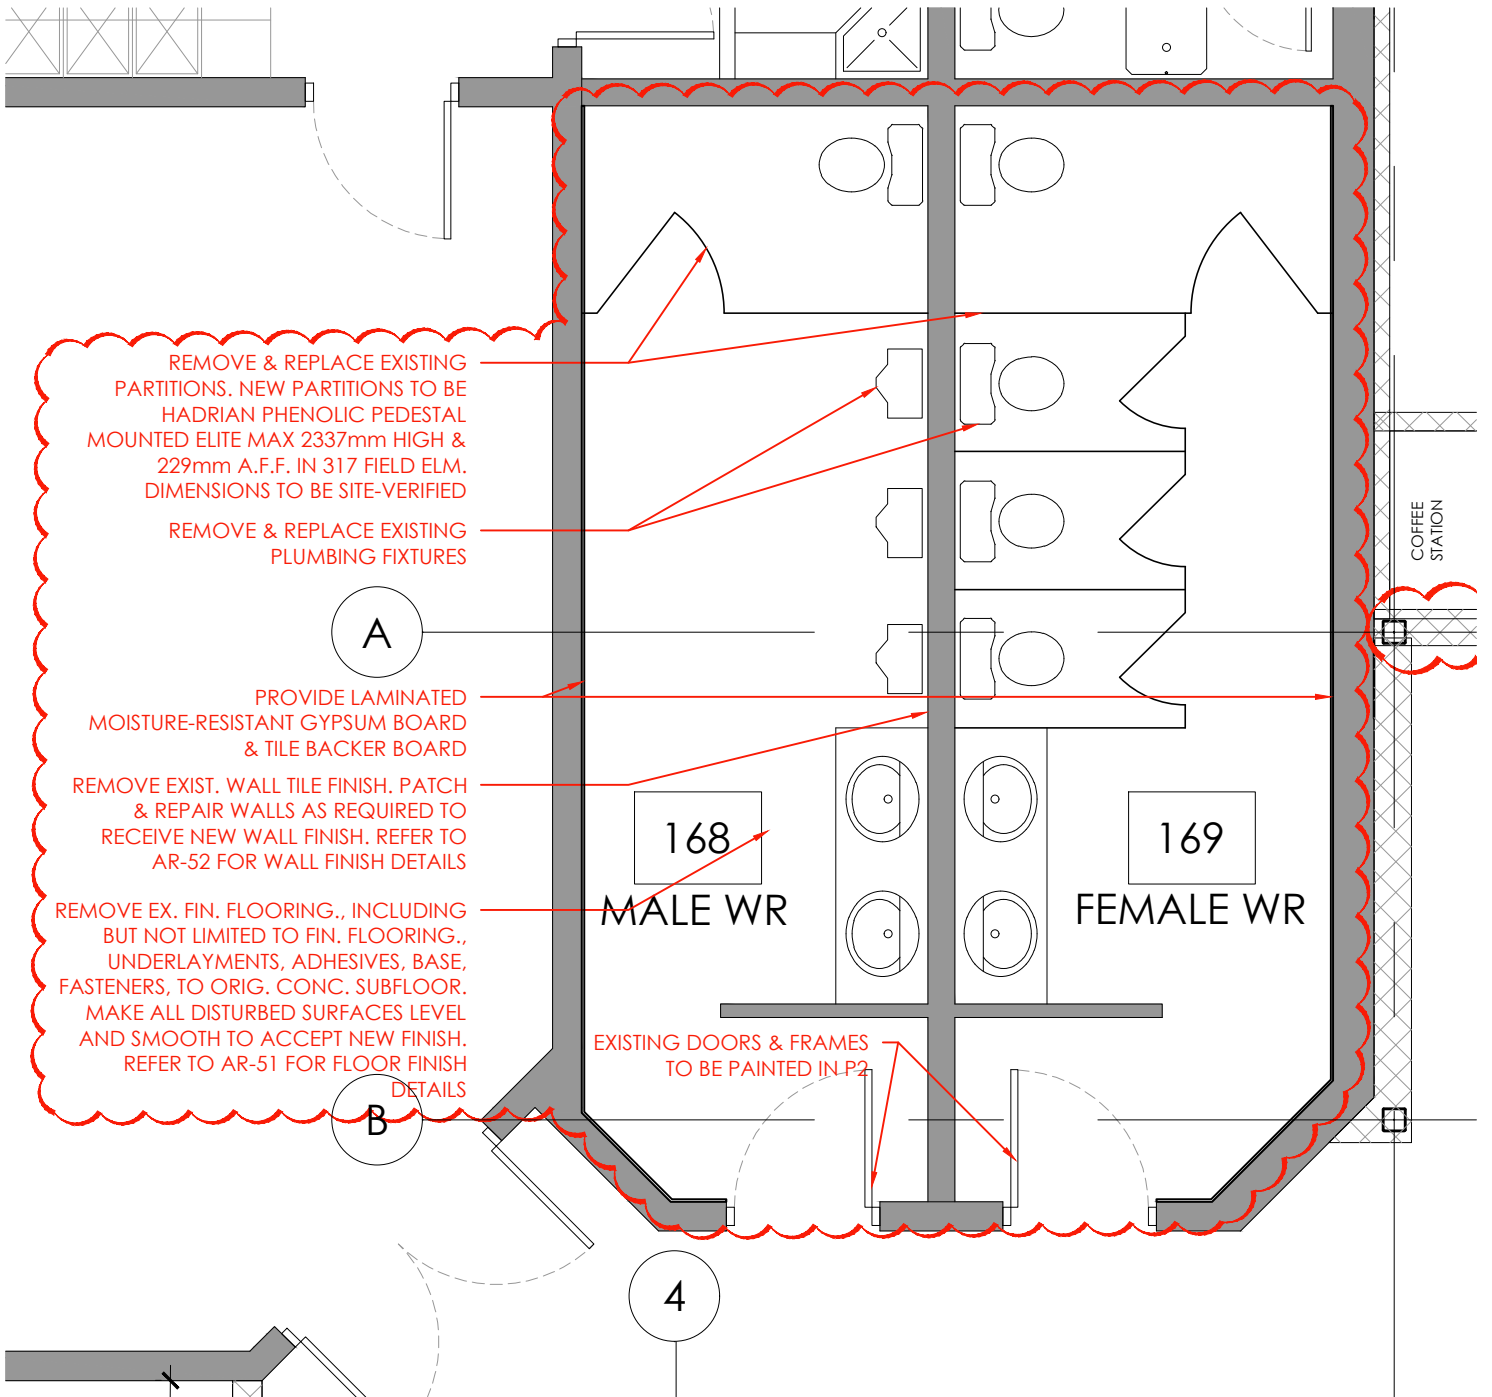 REMOVE & REPLACE EXISTING
PARTITIONS. NEW PARTITIONS TO BE
HADRIAN PHENOLIC PEDESTAL
MOUNTED ELITE MAX 2337mm HIGH &
229mm A.F.F. IN 317 FIELD ELM.
DIMENSIONS TO BE SITE-VERIFIED
REMOVE & REPLACE EXISTING
PLUMBING FIXTURES
COFFEE
STATION
A
PROVIDE LAMINATED
MOISTURE-RESISTANT GYPSUM BOARD
& TILE BACKER BOARD
REMOVE EXIST. WALL TILE FINISH. PATCH
& REPAIR WALLS AS REQUIRED TO
RECEIVE NEW WALL FINISH. REFER TO
AR-52 FOR WALL FINISH DETAILS
168
MALE WR
169
FEMALE WR
REMOVE EX. FIN. FLOORING., INCLUDING
BUT NOT LIMITED TO FIN. FLOORING.,
UNDERLAYMENTS, ADHESIVES, BASE,
FASTENERS, TO ORIG. CONC. SUBFLOOR.
MAKE ALL DISTURBED SURFACES LEVEL
AND SMOOTH TO ACCEPT NEW FINISH.
REFER TO AR-51 FOR FLOOR FINISH
DETAILS
EXISTING DOORS & FRAMES
TO BE PAINTED IN P2
B
4